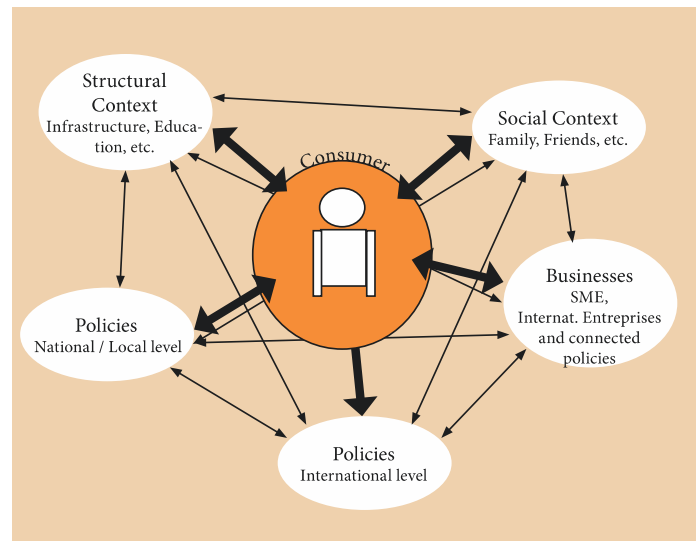 Structural
Context
Infrastructure, Educa-
tion, etc.
Social Context
Family, Friends, etc.
Consumer
Businesses
SME,
Internat. Entreprises
and connected
policies
Policies
National / Local level
Policies
International level